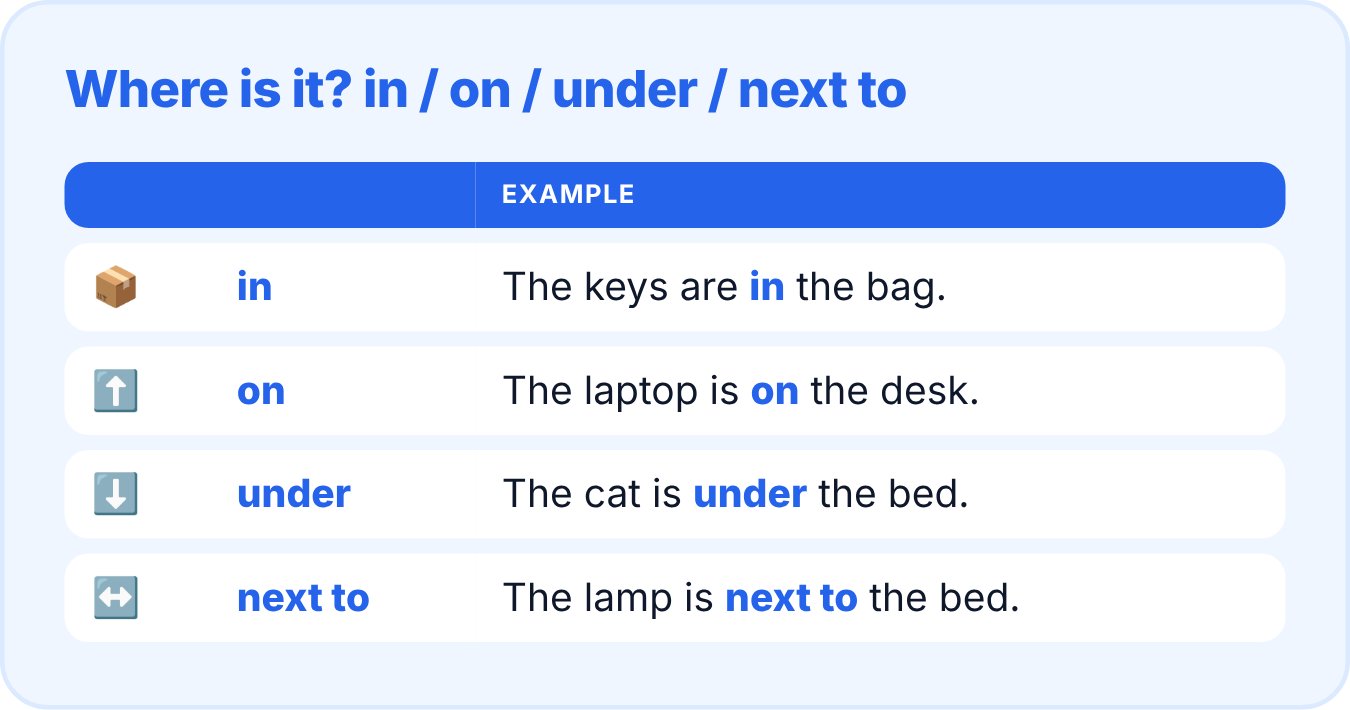 Where is it? in / on / under / next to
EXAMPLE
in The keys are in the bag.
on The laptop is on the desk.
under The cat is under the bed.
next to The lamp is next to the bed.